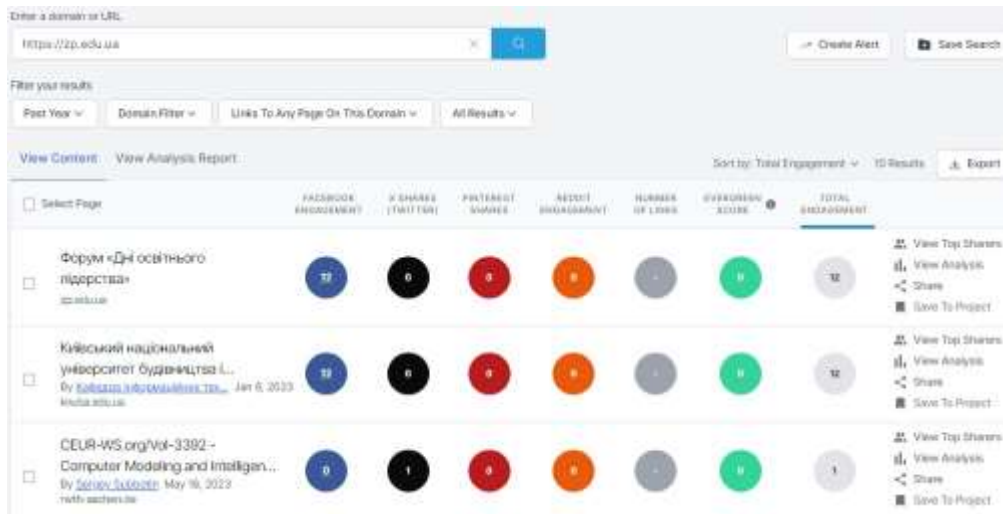 Enter a domain or URL
https://zp.edu.ua
Create Alert
Save Search
Filter your results
Past Year
Domain Filter
Links To Any Page On This Domain
All Results
View Content
View Analysis Report
Sort by: Total Engagement
10 Results
Export
Select Page
FACEBOOK ENGAGEMENT
X SHARES (TWITTER)
PINTEREST SHARES
REDDIT ENGAGEMENT
NUMBER OF LINKS
EVERGREEN SCORE
TOTAL ENGAGEMENT
Форум «Дні освітнього
лідерства»
zp.edu.ua
12
0
0
0
-
0
12
View Top Sharers
View Analysis
Share
Save To Project
Київський національний
університет будівництва і...
By Кафедра інформаційних тех... Jan 6, 2023
knuba.edu.ua
12
0
0
0
-
0
12
View Top Sharers
View Analysis
Share
Save To Project
CEUR-WS.org/Vol-3392 -
Computer Modeling and Intelligen...
By Sergey Subbotin May 16, 2023
rwth-aachen.de
0
1
0
0
-
0
1
View Top Sharers
View Analysis
Share
Save To Project